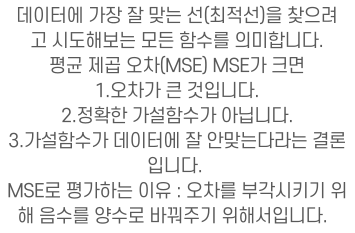 데이터에 가장 잘 맞는 선(최적선)을 찾으려
고 시도해보는 모든 함수를 의미합니다.
평균 제곱 오차(MSE) MSE가 크면
1.오차가 큰 것입니다.
2.정확한 가설함수가 아닙니다.
3.가설함수가 데이터에 잘 안맞는다라는 결론
입니다.
MSE로 평가하는 이유 : 오차를 부각시키기 위
해 음수를 양수로 바꿔주기 위해서입니다.